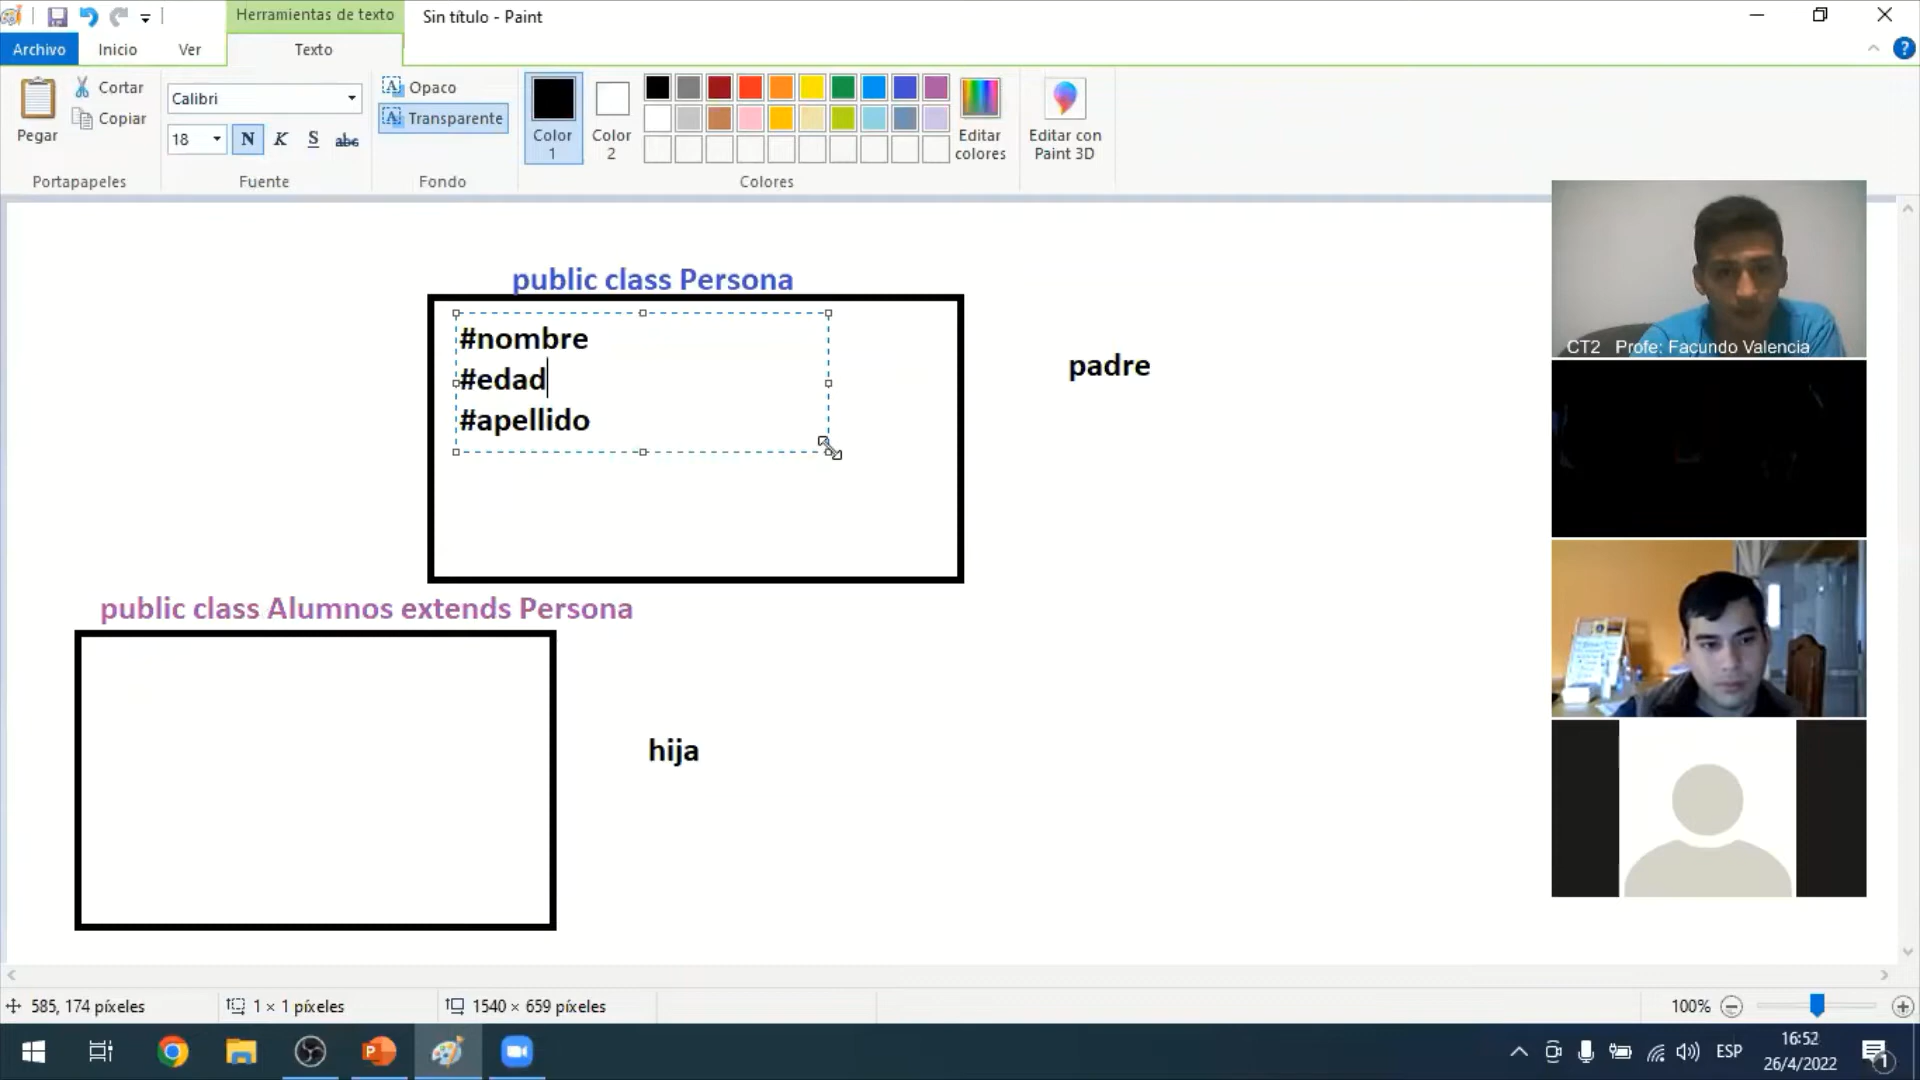 Herramientas de texto
Sin título - Paint
Archivo
Inicio
Ver
Texto
Pegar
Cortar
Copiar
Portapapeles
Calibri
18
N
K
S
abc
Fuente
Opaco
Transparente
Fondo
Color 1
Color 2
Editar colores
Colores
Editar con Paint 3D
public class Persona
#nombre
#edad
#apellido
padre
public class Alumnos extends Persona
hija
CT2 Profe: Facundo Valencia
585, 174 píxeles
1 × 1 píxeles
1540 × 659 píxeles
100%
ESP
16:52
26/4/2022
1